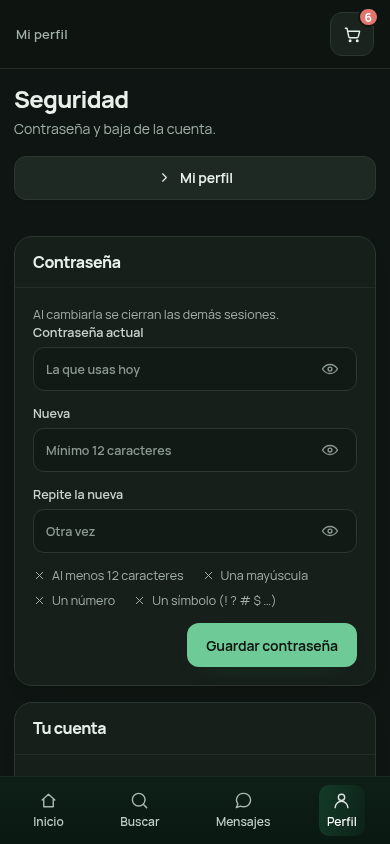 Mi perfil
6
Seguridad
Contraseña y baja de la cuenta.
Mi perfil
Contraseña
Al cambiarla se cierran las demás sesiones.
Contraseña actual
La que usas hoy
Nueva
Mínimo 12 caracteres
Repite la nueva
Otra vez
Al menos 12 caracteres Una mayúscula
Un número Un símbolo (! ? # $ …)
Guardar contraseña
Tu cuenta
Inicio Buscar Mensajes Perfil